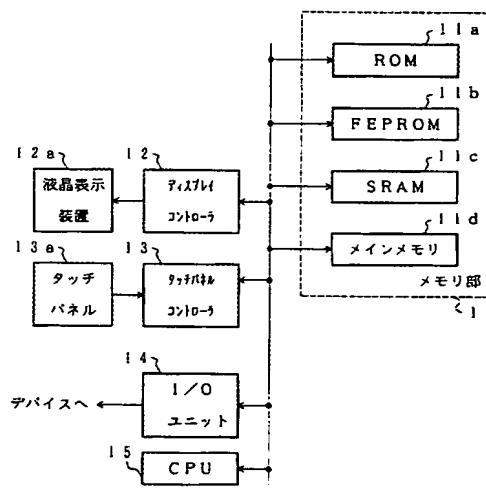 １１ａ
ＲＯＭ
１１ｂ
ＦＥＰＲＯＭ
１１ｃ
ＳＲＡＭ
１１ｄ
メインメモリ
メモリ部
１
１２ａ
液晶表示
装置
１２
ディスプレイ
コントローラ
１３ａ
タッチ
パネル
１３
タッチパネル
コントローラ
１４
Ｉ／Ｏ
ユニット
デバイスへ
１５
ＣＰＵ